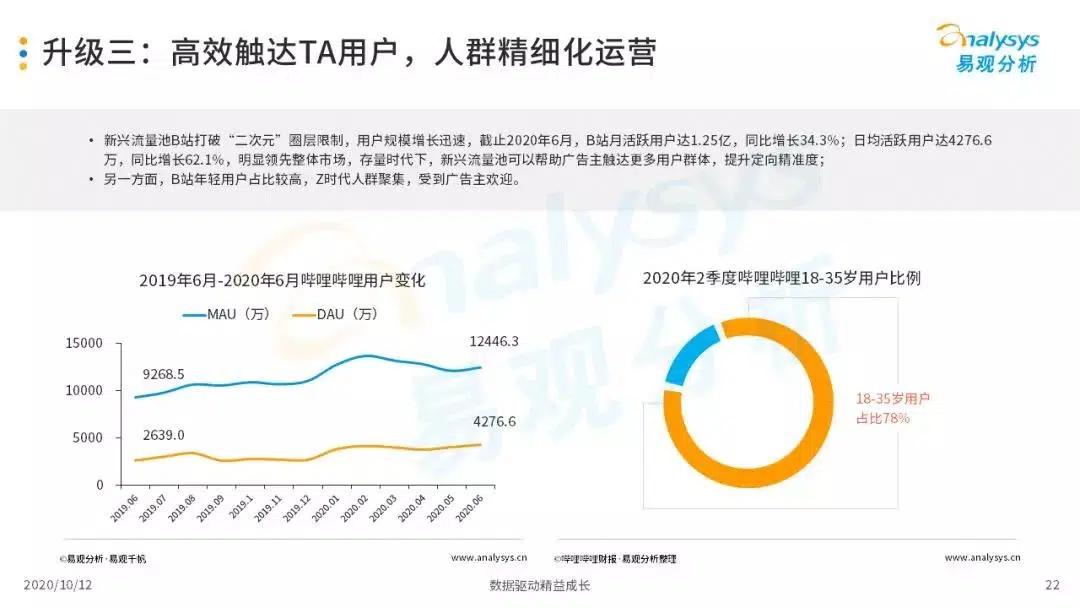 升级三：高效触达TA用户，人群精细化运营
analysys
易观分析
• 新兴流量池B站打破“二次元”圈层限制，用户规模增长迅速，截止2020年6月，B站月活跃用户达1.25亿，同比增长34.3%；日均活跃用户达4276.6
万，同比增长62.1%，明显领先整体市场，存量时代下，新兴流量池可以帮助广告主触达更多用户群体，提升定向精准度；
• 另一方面，B站年轻用户占比较高，Z时代人群聚集，受到广告主欢迎。
analysys
易观分析
2019年6月-2020年6月哔哩哔哩用户变化
MAU（万） DAU（万）
15000
10000
5000
0
9268.5
12446.3
2639.0
4276.6
2019.06 2019.07 2019.08 2019.09 2019.1 2019.11 2019.12 2020.01 2020.02 2020.03 2020.04 2020.05 2020.06
©易观分析·易观千帆 www.analysys.cn
2020年2季度哔哩哔哩18-35岁用户比例
18-35岁用户
占比78%
©哔哩哔哩财报·易观分析整理 www.analysys.cn
2020/10/12 数据驱动精益成长 22